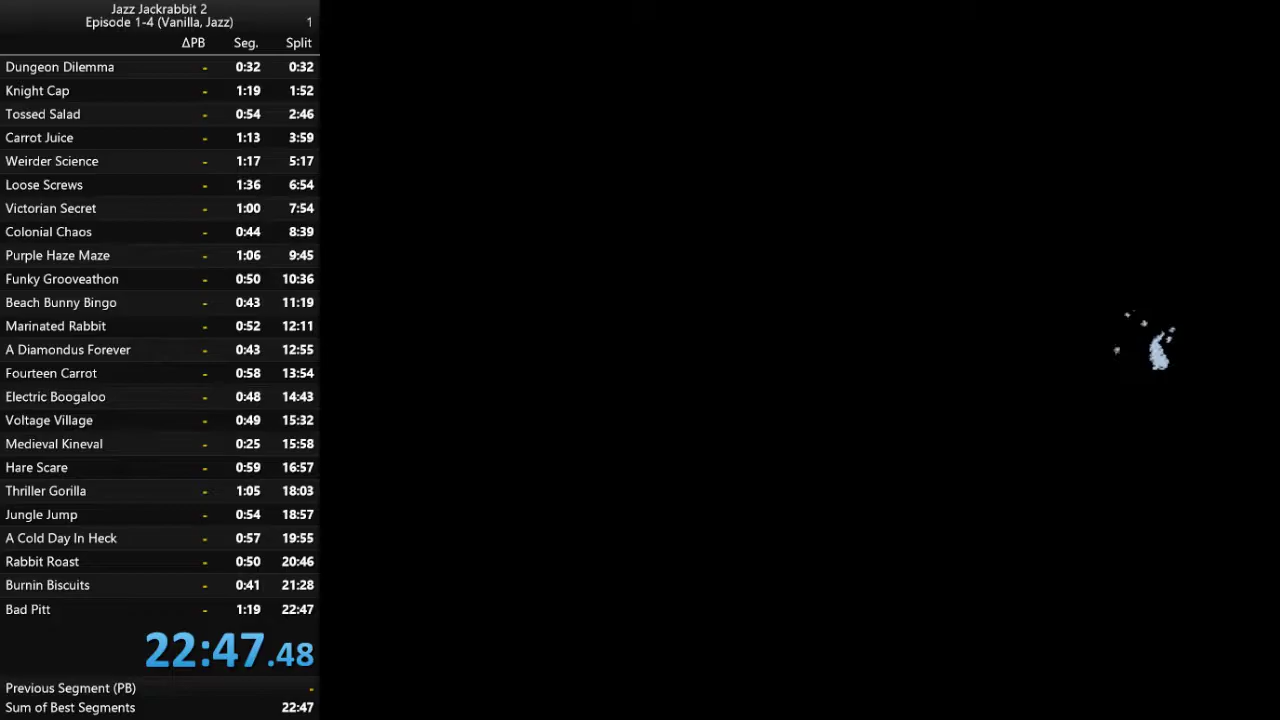 Jazz Jackrabbit 2
Episode 1-4 (Vanilla, Jazz) 1
ΔPB Seg. Split
Dungeon Dilemma - 0:32 0:32
Knight Cap - 1:19 1:52
Tossed Salad - 0:54 2:46
Carrot Juice - 1:13 3:59
Weirder Science - 1:17 5:17
Loose Screws - 1:36 6:54
Victorian Secret - 1:00 7:54
Colonial Chaos - 0:44 8:39
Purple Haze Maze - 1:06 9:45
Funky Grooveathon - 0:50 10:36
Beach Bunny Bingo - 0:43 11:19
Marinated Rabbit - 0:52 12:11
A Diamondus Forever - 0:43 12:55
Fourteen Carrot - 0:58 13:54
Electric Boogaloo - 0:48 14:43
Voltage Village - 0:49 15:32
Medieval Kineval - 0:25 15:58
Hare Scare - 0:59 16:57
Thriller Gorilla - 1:05 18:03
Jungle Jump - 0:54 18:57
A Cold Day In Heck - 0:57 19:55
Rabbit Roast - 0:50 20:46
Burnin Biscuits - 0:41 21:28
Bad Pitt - 1:19 22:47
22:47.48
Previous Segment (PB) -
Sum of Best Segments 22:47